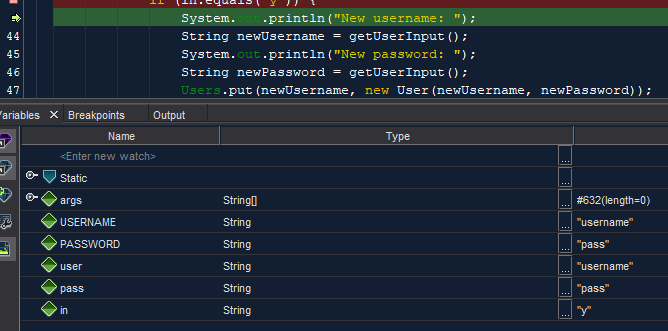 if (in.equals("y")) {
System.out.println("New username: ");
44 String newUsername = getUserInput();
45 System.out.println("New password: ");
46 String newPassword = getUserInput();
47 Users.put(newUsername, new User(newUsername, newPassword));
ariables × Breakpoints Output
Name Type
<Enter new watch> ...
Static ...
args String[] ... #632(length=0)
USERNAME String ... "username"
PASSWORD String ... "pass"
user String ... "username"
pass String ... "pass"
in String ... "y"